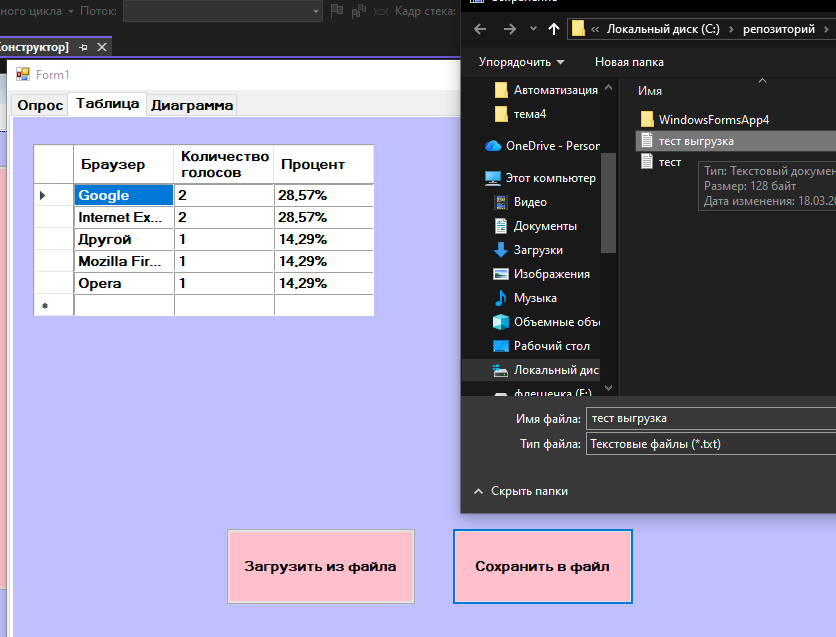 ного цикла Поток: Кадр стека:
Конструктор]
Form1
Опрос Таблица Диаграмма
Браузер Количество голосов Процент
Google 2 28,57%
Internet Ex... 2 28,57%
Другой 1 14,29%
Mozilla Fir... 1 14,29%
Opera 1 14,29%
Загрузить из файла Сохранить в файл
« Локальный диск (C:) › репозиторий ›
Упорядочить Новая папка
Автоматизация
тема4
OneDrive - Person
Этот компьютер
Видео
Документы
Загрузки
Изображения
Музыка
Объемные объе
Рабочий стол
Локальный дис
флешечка (F:)
Имя
WindowsFormsApp4
тест выгрузка
тест
Тип: Текстовый докумен
Размер: 128 байт
Дата изменения: 18.03.20
Имя файла: тест выгрузка
Тип файла: Текстовые файлы (*.txt)
Скрыть папки